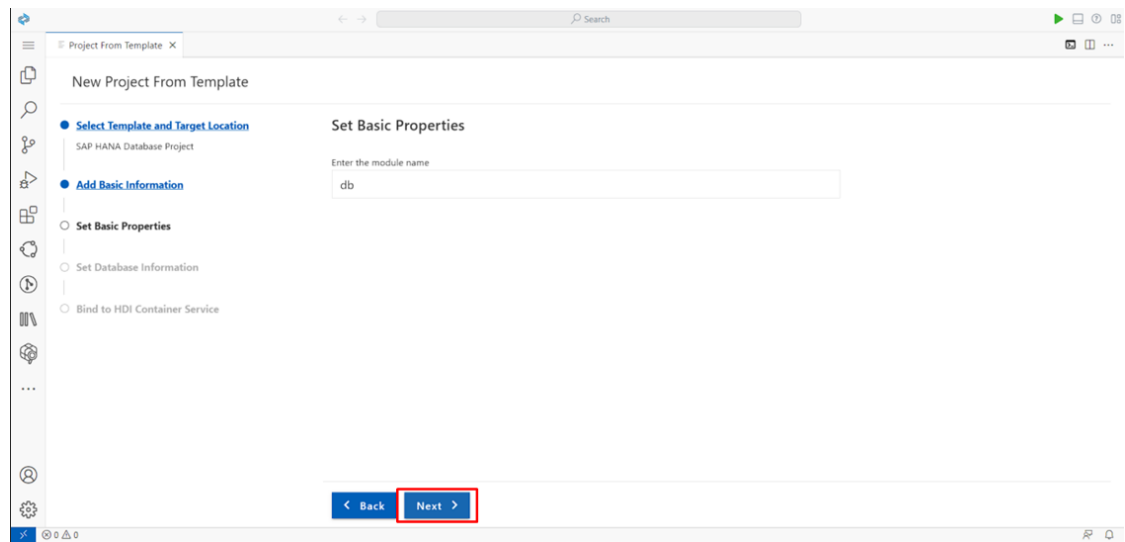 Search
Project From Template
New Project From Template
Select Template and Target Location
SAP HANA Database Project
Add Basic Information
Set Basic Properties
Set Database Information
Bind to HDI Container Service
Set Basic Properties
Enter the module name
db
Back
Next
0 0